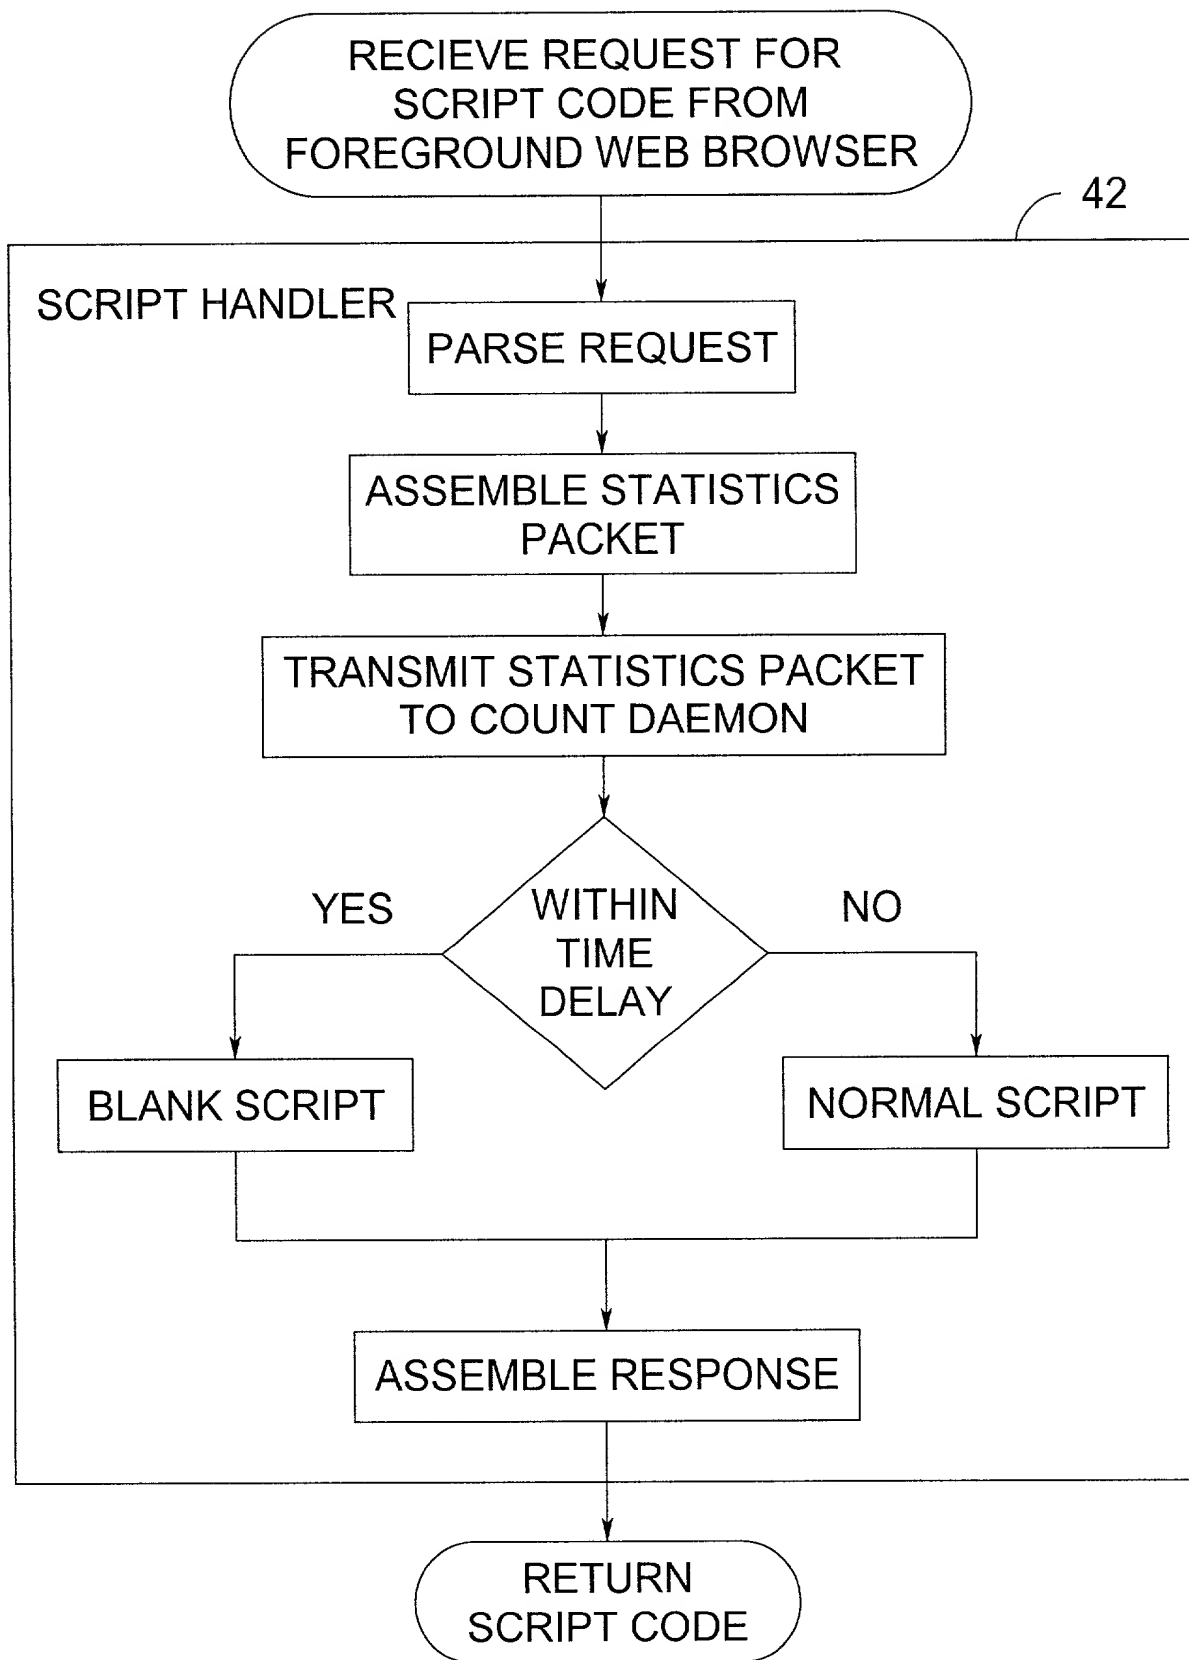 RECIEVE REQUEST FOR
SCRIPT CODE FROM
FOREGROUND WEB BROWSER
42
SCRIPT HANDLER
PARSE REQUEST
ASSEMBLE STATISTICS
PACKET
TRANSMIT STATISTICS PACKET
TO COUNT DAEMON
YES
WITHIN
TIME
DELAY
NO
BLANK SCRIPT
NORMAL SCRIPT
ASSEMBLE RESPONSE
RETURN
SCRIPT CODE